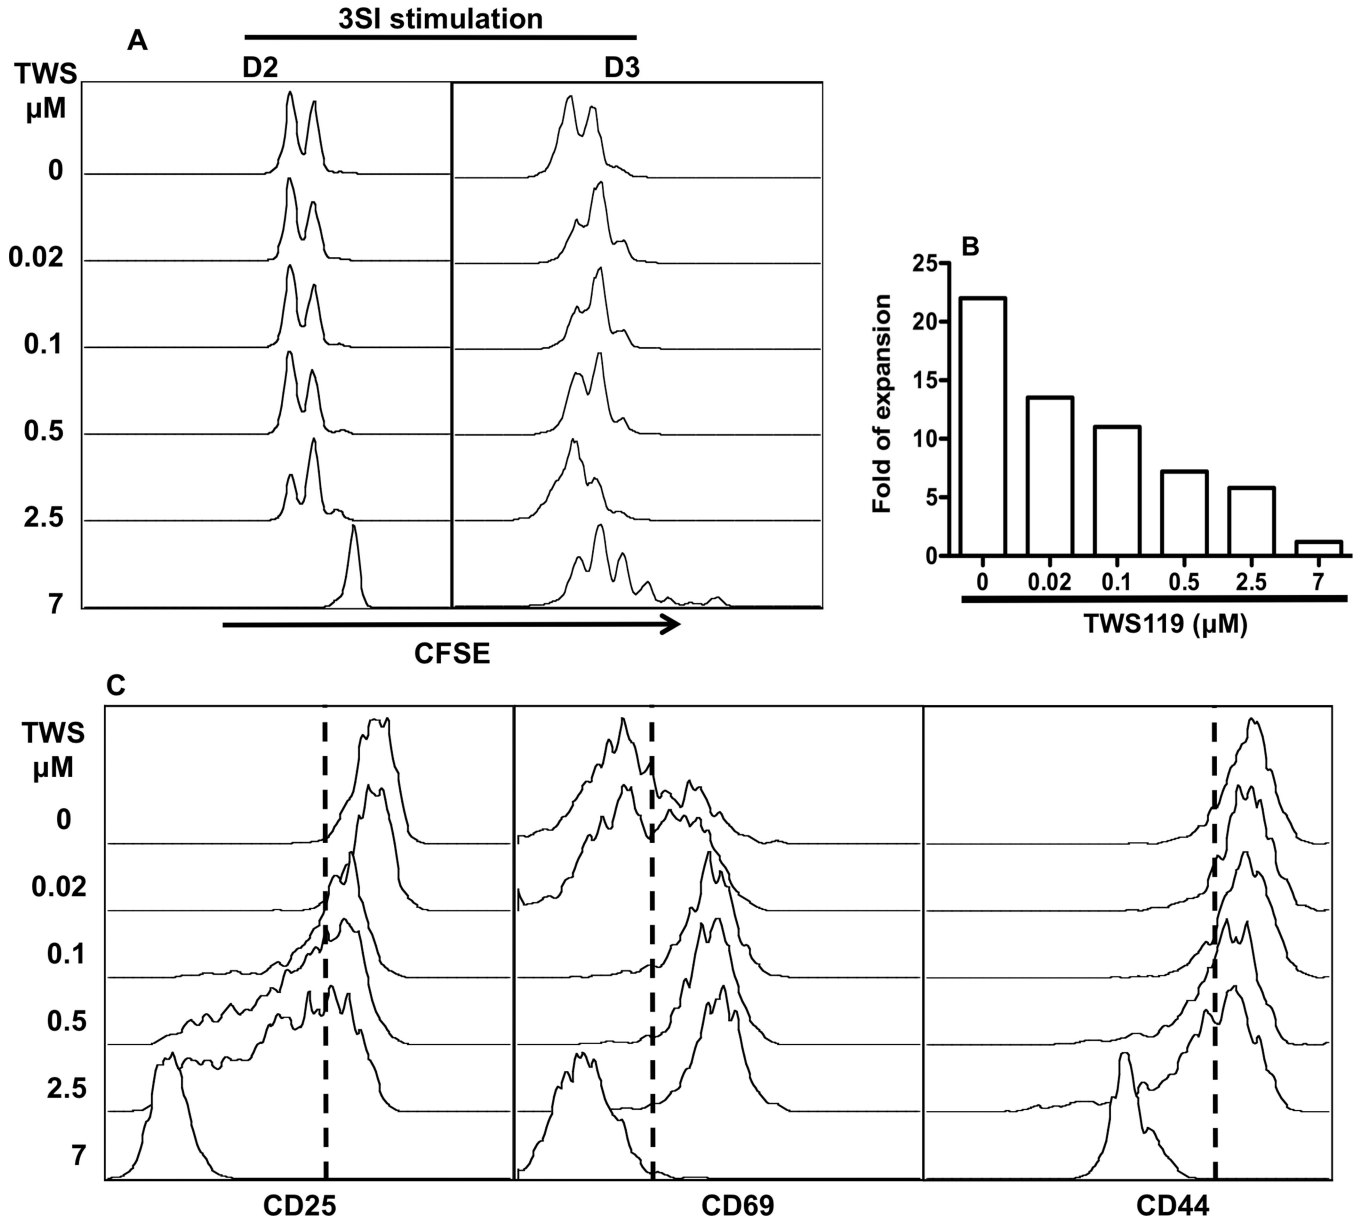 3SI stimulation
A
D2
D3
TWS
µM
0
0.02
0.1
0.5
2.5
7
CFSE
B
Fold of expansion
25
20
15
10
5
0
0 0.02 0.1 0.5 2.5 7
TWS119 (µM)
C
TWS
µM
0
0.02
0.1
0.5
2.5
7
CD25 CD69 CD44